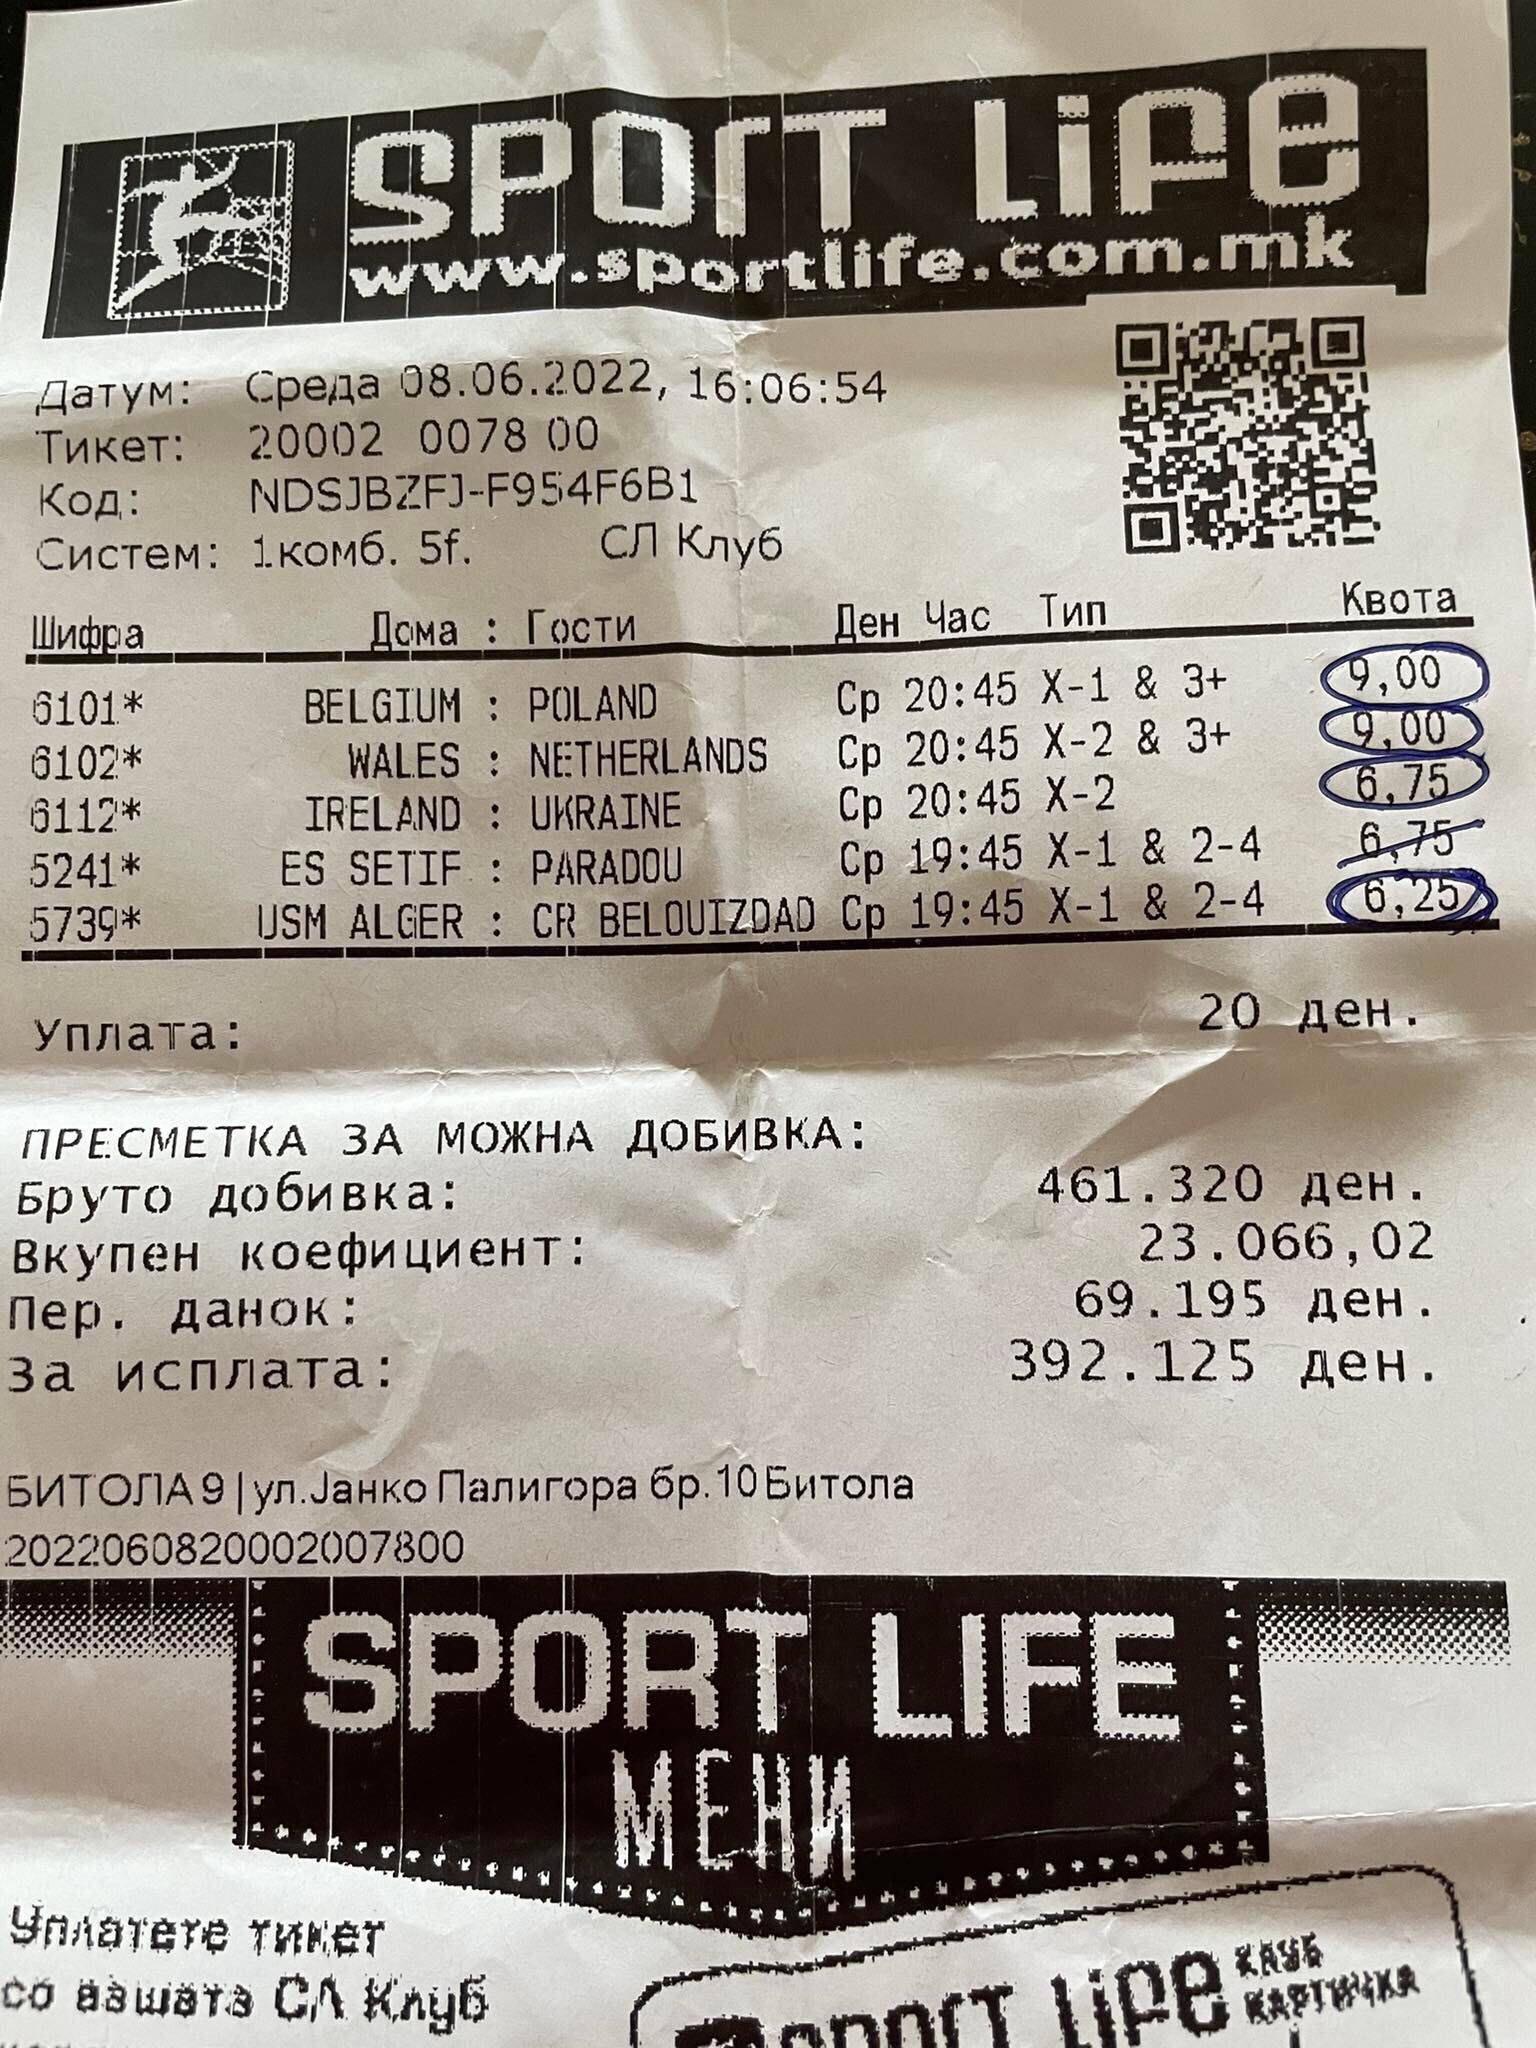 SPORT LIFE
www.sportlife.com.mk
Датум: Среда 08.06.2022, 16:06:54
Тикет: 20002 0078 00
Код: NDSJBZFJ-F954F6B1
Систем: 1комб. 5f. СЛ Клуб
Шифра Дома : Гости Ден Час Тип Квота
6101* BELGIUM : POLAND Ср 20:45 X-1 & 3+ 9,00
6102* WALES : NETHERLANDS Ср 20:45 X-2 & 3+ 9,00
6112* IRELAND : UKRAINE Ср 20:45 X-2 6,75
5241* ES SETIF : PARADOU Ср 19:45 X-1 & 2-4 6,75
5739* USM ALGER : CR BELOUIZDAD Ср 19:45 X-1 & 2-4 6,25
Уплата: 20 ден.
ПРЕСМЕТКА ЗА МОЖНА ДОБИВКА:
Бруто добивка: 461.320 ден.
Вкупен коефициент: 23.066,02
Пер. данок: 69.195 ден.
За исплата: 392.125 ден.
БИТОЛА 9 | ул.Јанко Палигора бр.10 Битола
2022060820002007800
SPORT LIFE
МЕНИ
Уплатете тикет
со вашата СЛ Клуб
SPORT LIFE КЛУБ
КАРТИЧКА